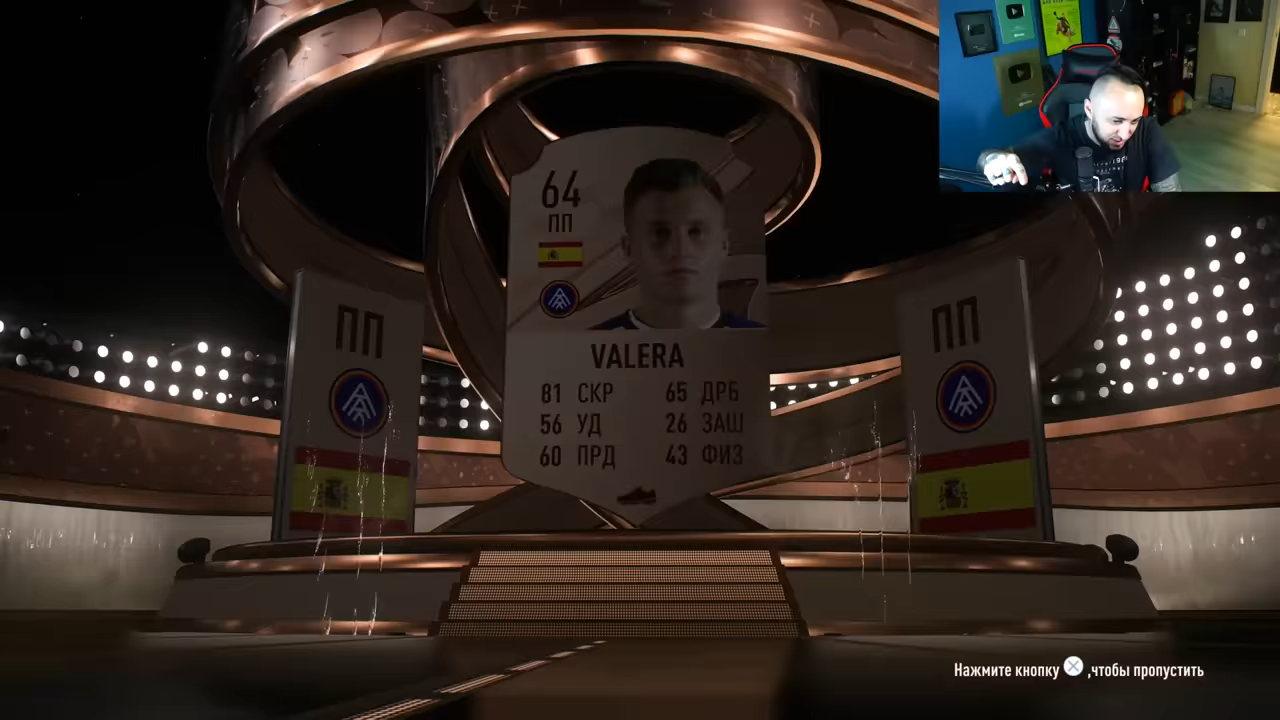 64
ПП
VALERA
81 СКР 65 ДРБ
56 УД 26 ЗАШ
60 ПРД 43 ФИЗ
ПП
ПП
Нажмите кнопку ,чтобы пропустить